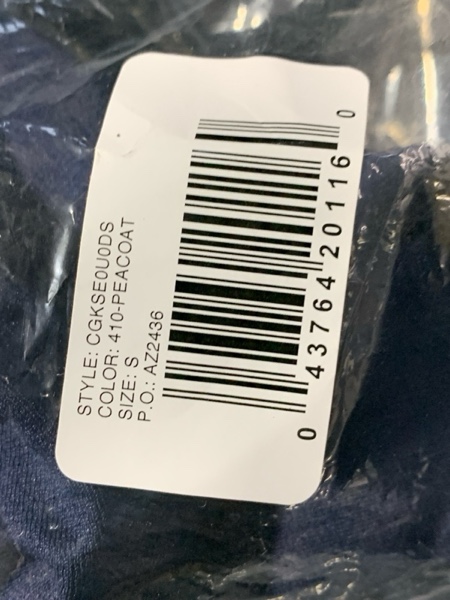 STYLE: CGKSE0U0DS
COLOR: 410-PEACOAT
SIZE: S
P.O.: AZ2436
0 43764 20116 0